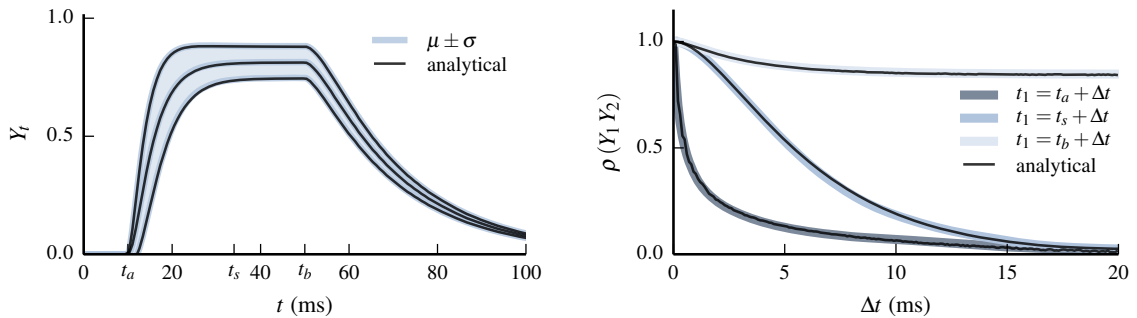 1.0
0.5
0.0
Y_t
μ ± σ
analytical
0 t_a 20 t_s 40 t_b 60 80 100
t (ms)
1.0
0.5
0.0
ρ (Y_1 Y_2)
t_1 = t_a + Δt
t_1 = t_s + Δt
t_1 = t_b + Δt
analytical
0 5 10 15 20
Δt (ms)